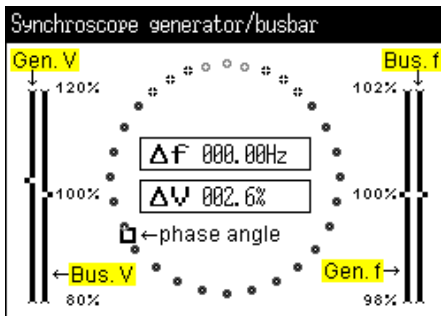 Synchroscope generator/busbar
Gen. V
Bus. f
120%
102%
Δf 000.00Hz
100%
ΔV 002.6%
100%
←phase angle
←Bus. V
Gen. f→
80%
98%